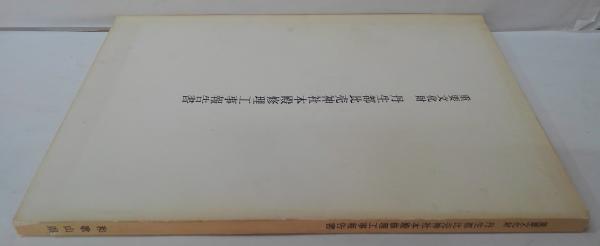 重要文化財
丹生都比売神社本殿修理工事報告書
重要文化財 丹生都比売神社本殿修理工事報告書
和歌山県